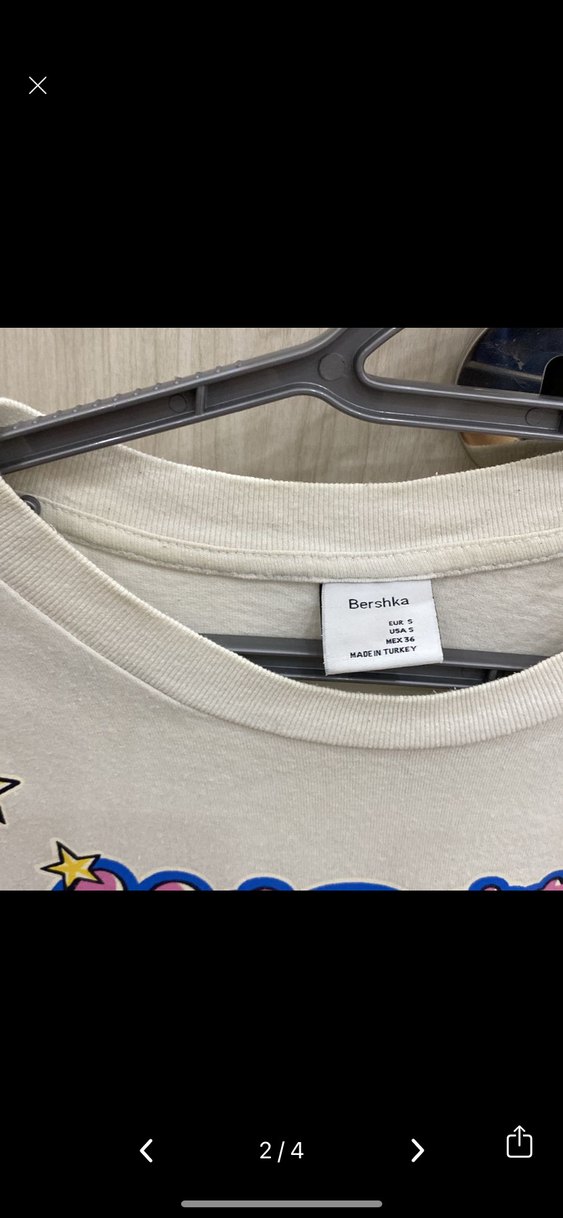 Bershka
EUR S
USA S
MEX 36
MADE IN TURKEY
2 / 4